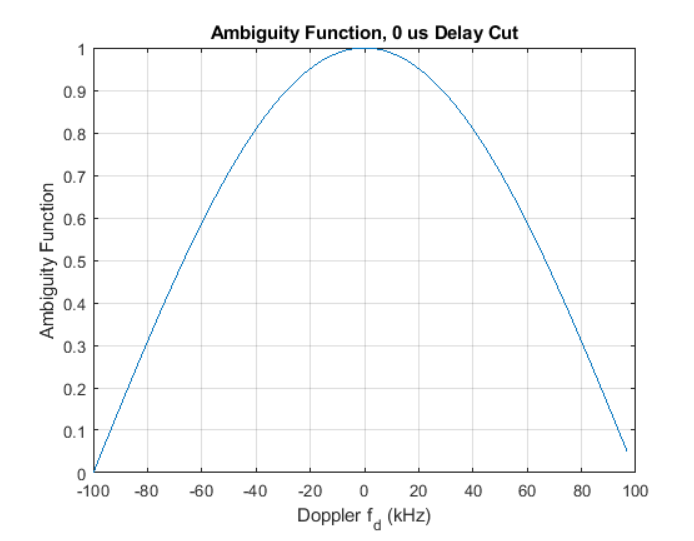 Ambiguity Function, 0 us Delay Cut
1
0.9
0.8
0.7
0.6
0.5
0.4
0.3
0.2
0.1
0
Ambiguity Function
-100 -80 -60 -40 -20 0 20 40 60 80 100
Doppler f_d (kHz)